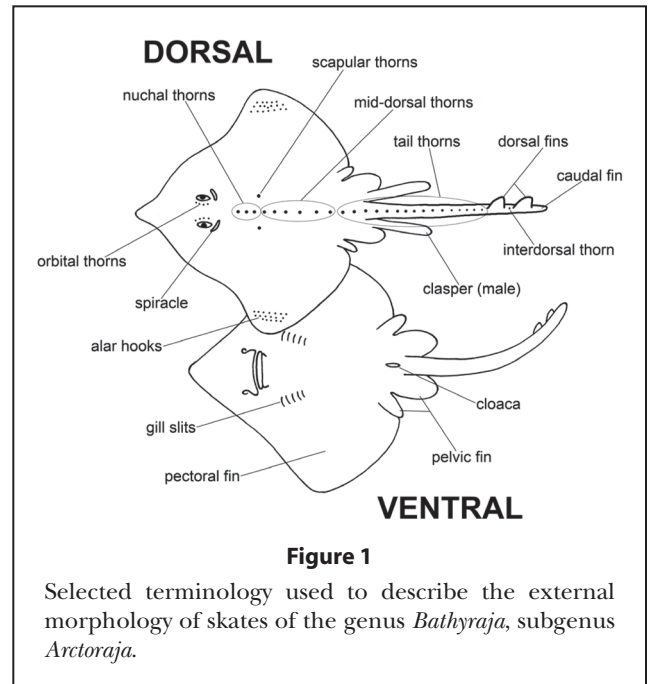 DORSAL
scapular thorns
nuchal thorns
mid-dorsal thorns
tail thorns
dorsal fins
caudal fin
interdorsal thorn
orbital thorns
clasper (male)
spiracle
alar hooks
cloaca
gill slits
pelvic fin
pectoral fin
VENTRAL
Figure 1
Selected terminology used to describe the external
morphology of skates of the genus Bathyraja, subgenus
Arctoraja.